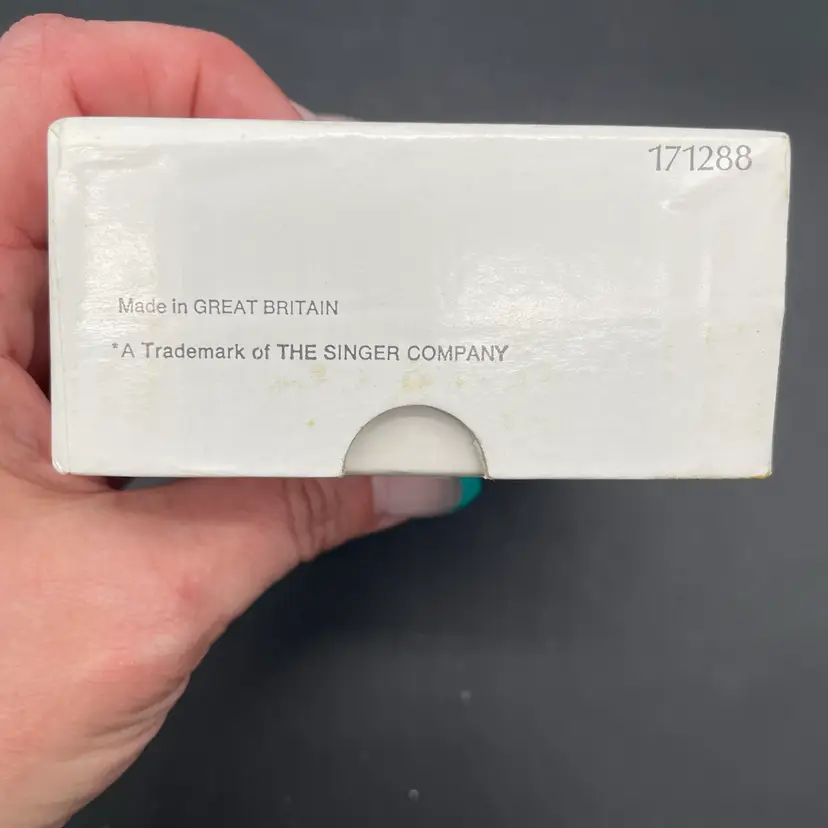 171288
Made in GREAT BRITAIN
*A Trademark of THE SINGER COMPANY